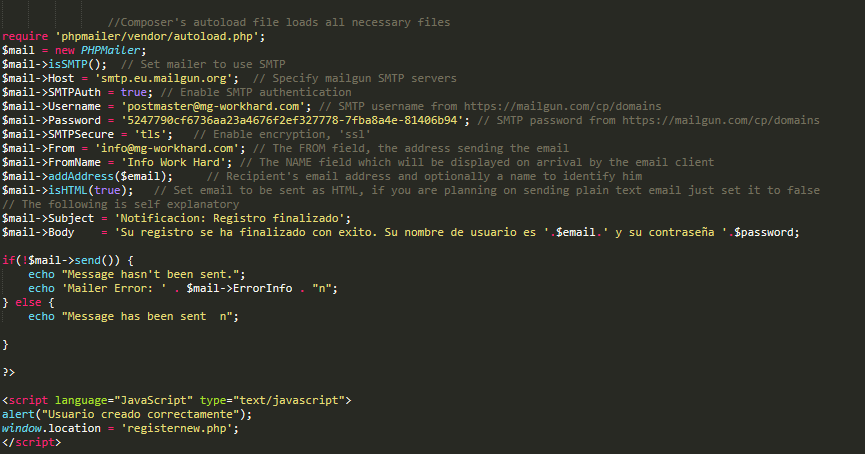 //Composer's autoload file loads all necessary files
require 'phpmailer/vendor/autoload.php';
$mail = new PHPMailer;
$mail->isSMTP();  // Set mailer to use SMTP
$mail->Host = 'smtp.eu.mailgun.org';  // Specify mailgun SMTP servers
$mail->SMTPAuth = true; // Enable SMTP authentication
$mail->Username = 'postmaster@mg-workhard.com'; // SMTP username from https://mailgun.com/cp/domains
$mail->Password = '5247790cf6736aa23a4676f2ef327778-7fba8a4e-81406b94'; // SMTP password from https://mailgun.com/cp/domains
$mail->SMTPSecure = 'tls';   // Enable encryption, 'ssl'
$mail->From = 'info@mg-workhard.com'; // The FROM field, the address sending the email
$mail->FromName = 'Info Work Hard'; // The NAME field which will be displayed on arrival by the email client
$mail->addAddress($email);     // Recipient's email address and optionally a name to identify him
$mail->isHTML(true);   // Set email to be sent as HTML, if you are planning on sending plain text email just set it to false
// The following is self explanatory
$mail->Subject = 'Notificacion: Registro finalizado';
$mail->Body    = 'Su registro se ha finalizado con exito. Su nombre de usuario es '.$email.' y su contraseña '.$password;
if(!$mail->send()) {
    echo "Message hasn't been sent.";
    echo 'Mailer Error: ' . $mail->ErrorInfo . "n";
} else {
    echo "Message has been sent  n";
}
?>
<script language="JavaScript" type="text/javascript">
alert("Usuario creado correctamente");
window.location = 'registernew.php';
</script>